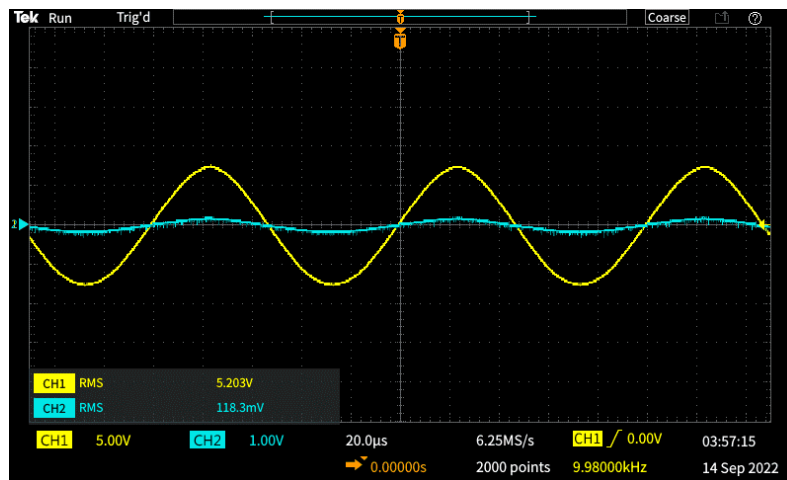 Tek Run Trig'd Coarse
T
T
2
CH1 RMS 5.203V
CH2 RMS 118.3mV
CH1 5.00V CH2 1.00V 20.0µs 6.25MS/s CH1 0.00V 03:57:15
0.00000s 2000 points 9.98000kHz 14 Sep 2022